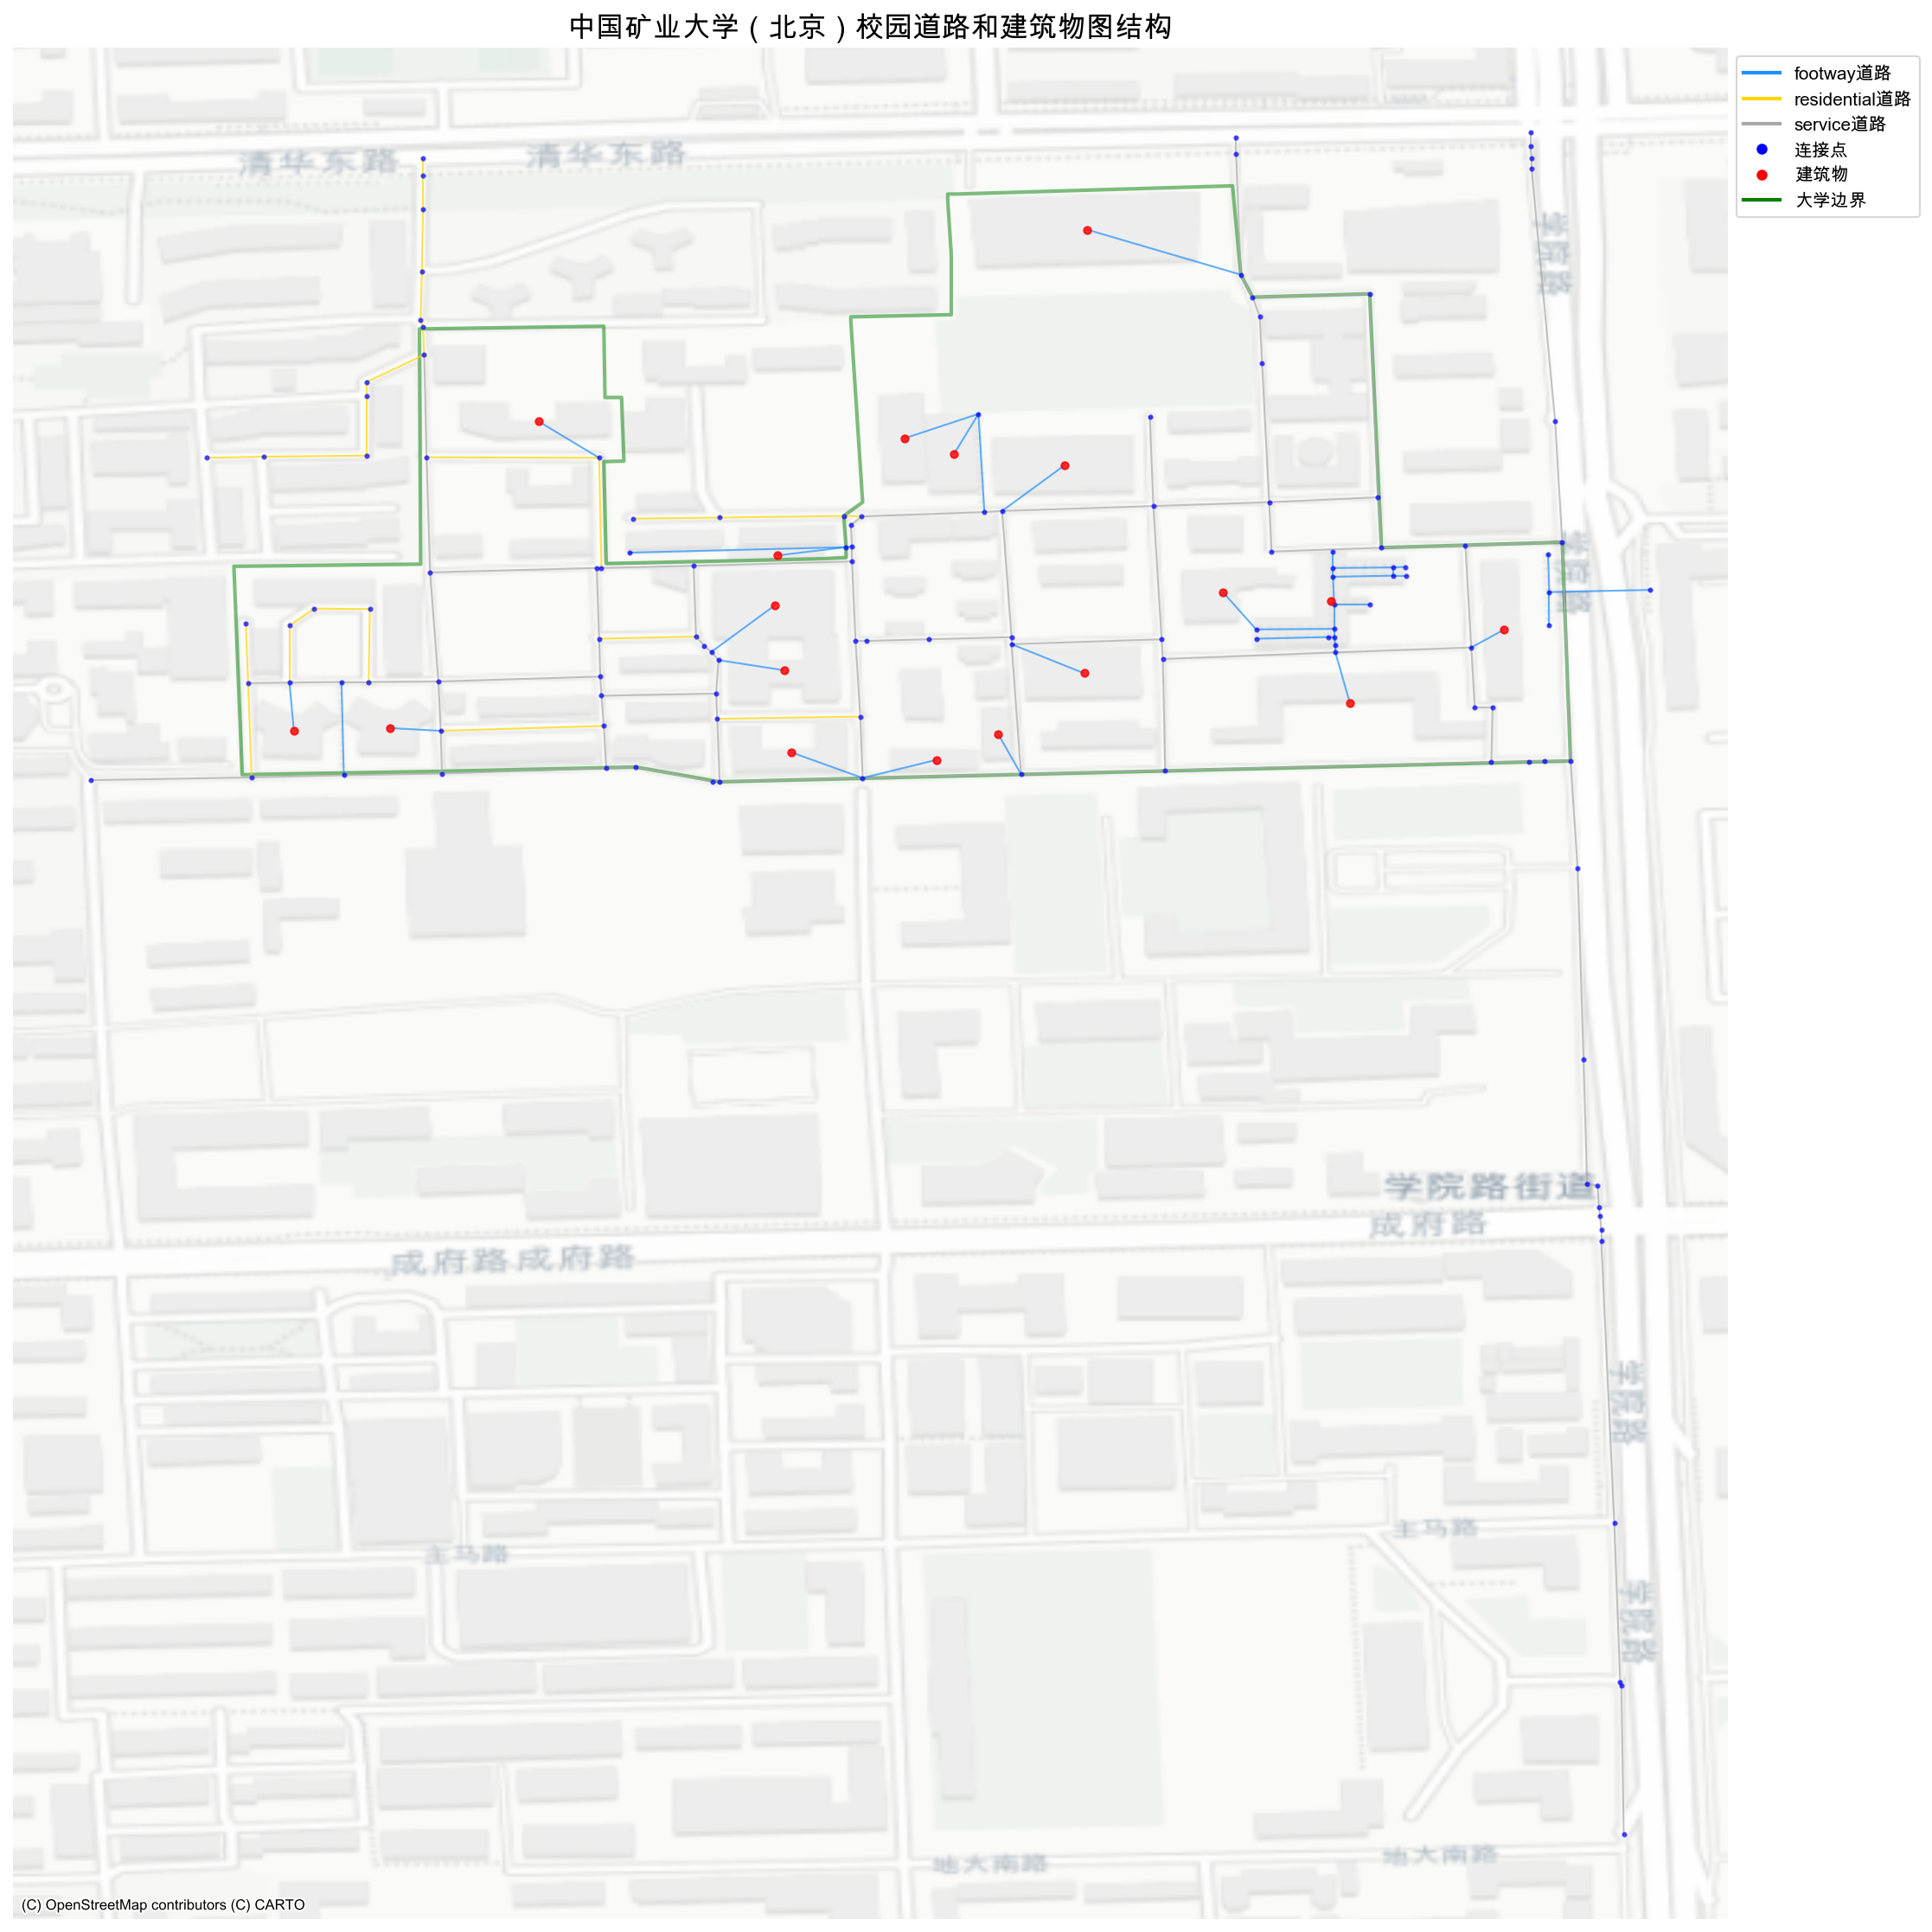 中国矿业大学（北京）校园道路和建筑物图结构
footway道路
residential道路
service道路
连接点
建筑物
大学边界
清华东路
清华东路
学院路
学院路
学院路街道
成府路
成府路成府路
学院路
主马路
主马路
学院路
地大南路
地大南路
(C) OpenStreetMap contributors (C) CARTO